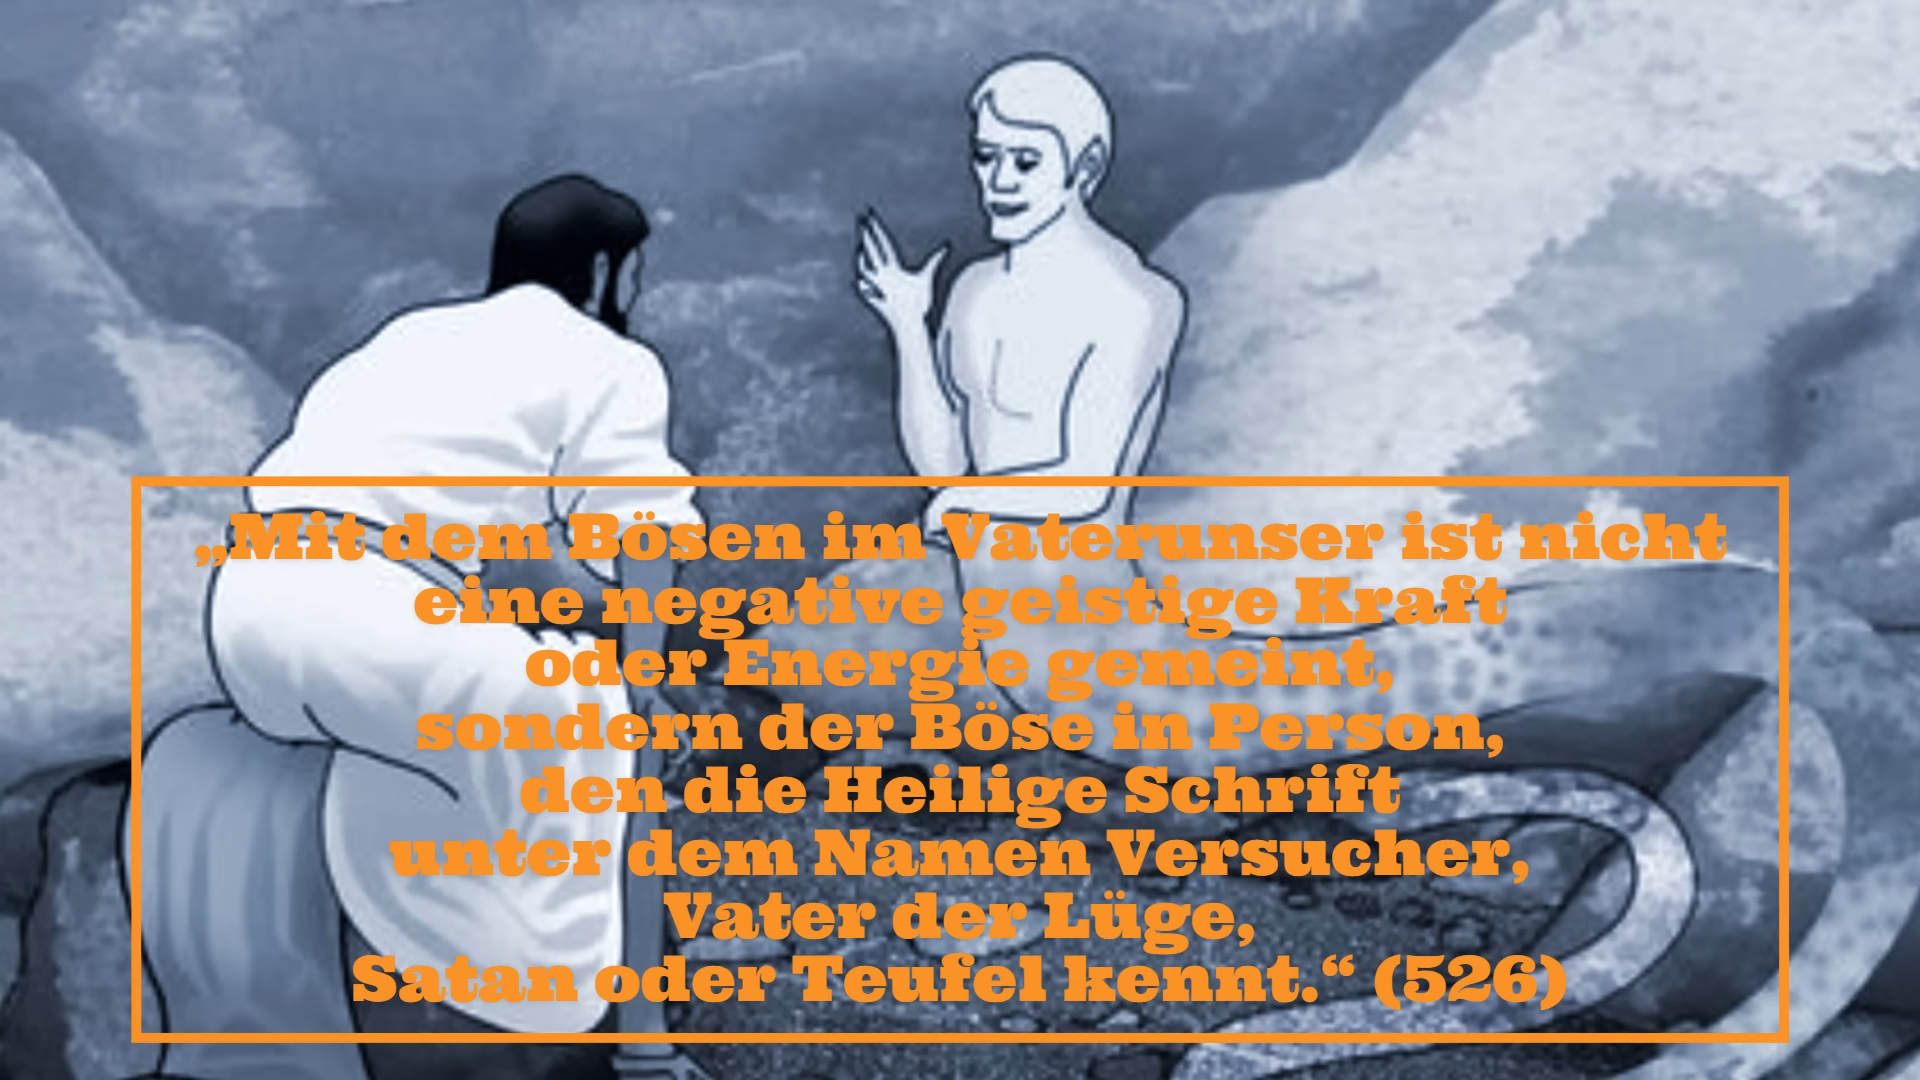 „Mit dem Bösen im Vaterunser ist nicht
eine negative geistige Kraft
oder Energie gemeint,
sondern der Böse in Person,
den die Heilige Schrift
unter dem Namen Versucher,
Vater der Lüge,
Satan oder Teufel kennt.“ (526)